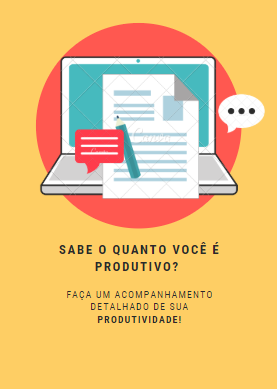 SABE O QUANTO VOCÊ É
PRODUTIVO?
FAÇA UM ACOMPANHAMENTO
DETALHADO DE SUA
PRODUTIVIDADE!